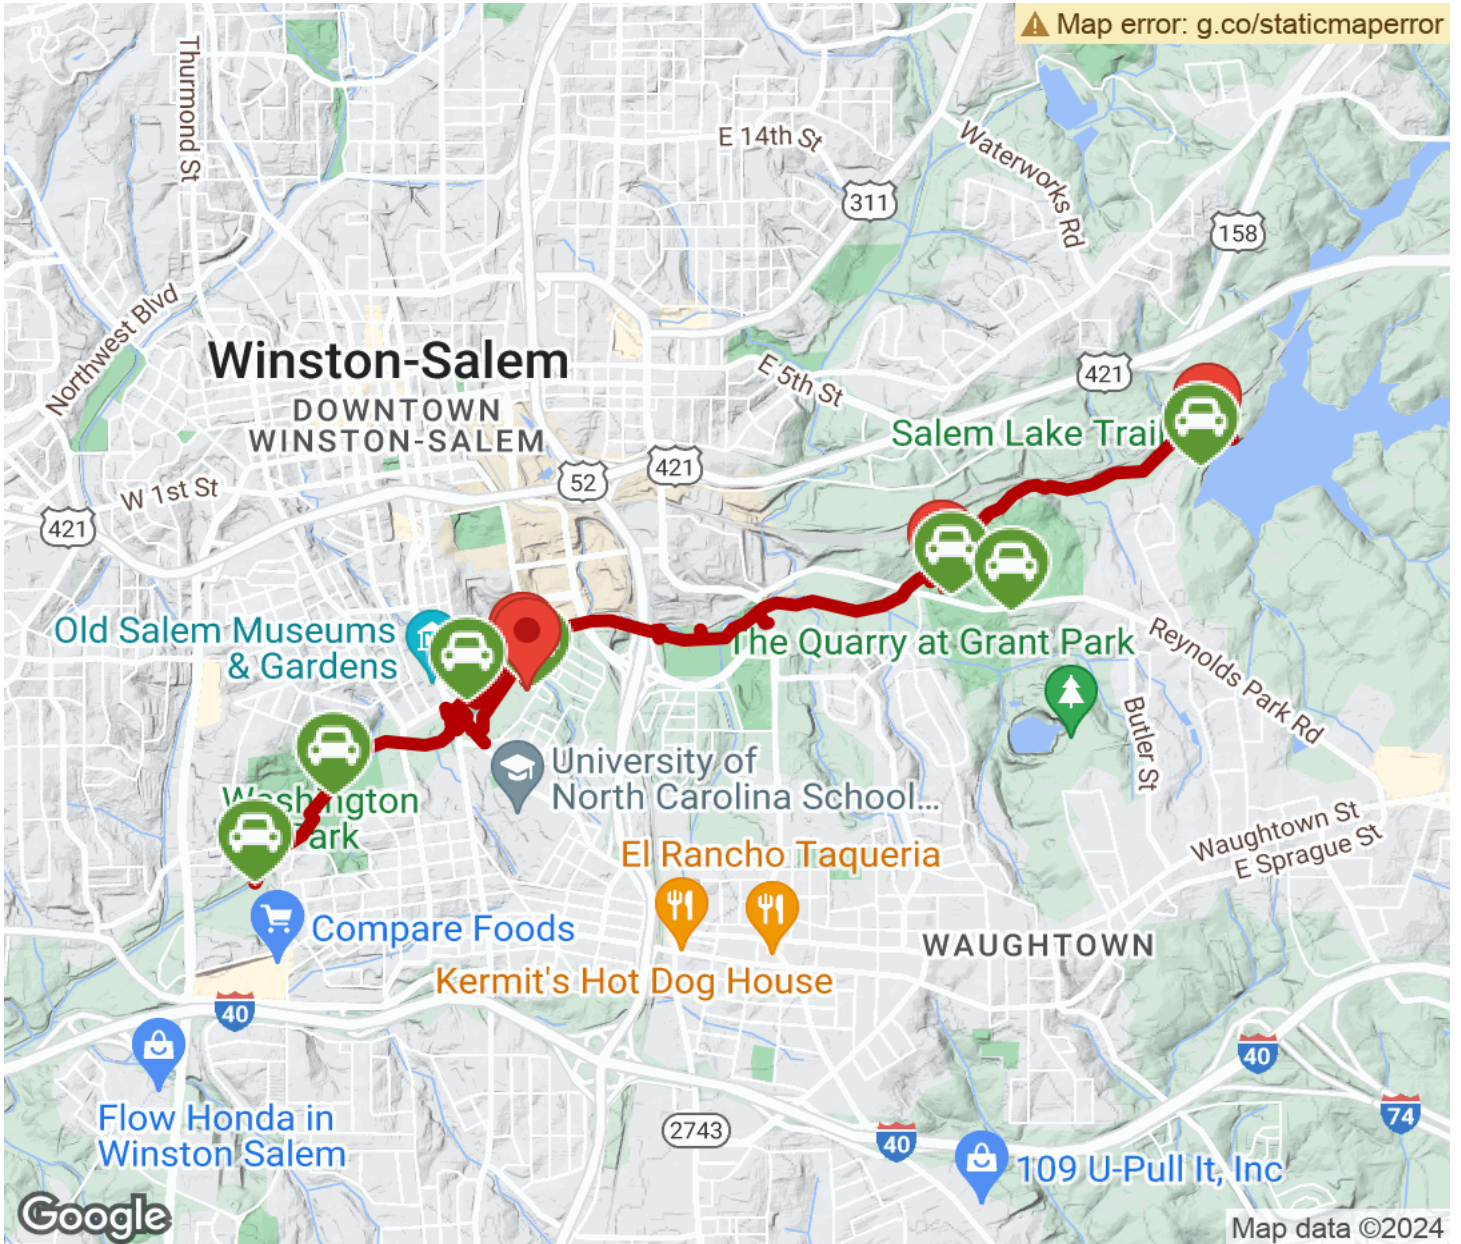 Map error: g.co/staticmaperror
Thurmond St
E 14th St
Waterworks Rd
311
158
Northwest Blvd
Winston-Salem
DOWNTOWN
WINSTON-SALEM
E 5th St
421
Salem Lake Trail
421
52
W 1st St
421
Old Salem Museums
& Gardens
The Quarry at Grant Park
Reynolds Park Rd
Butler St
University of
North Carolina School...
Washington
Park
Waughtown St
E Sprague St
El Rancho Taqueria
Compare Foods
WAUGHTOWN
Kermit's Hot Dog House
40
40
Flow Honda in
Winston Salem
2743
40
74
109 U-Pull It, Inc
Google
Map data ©2024